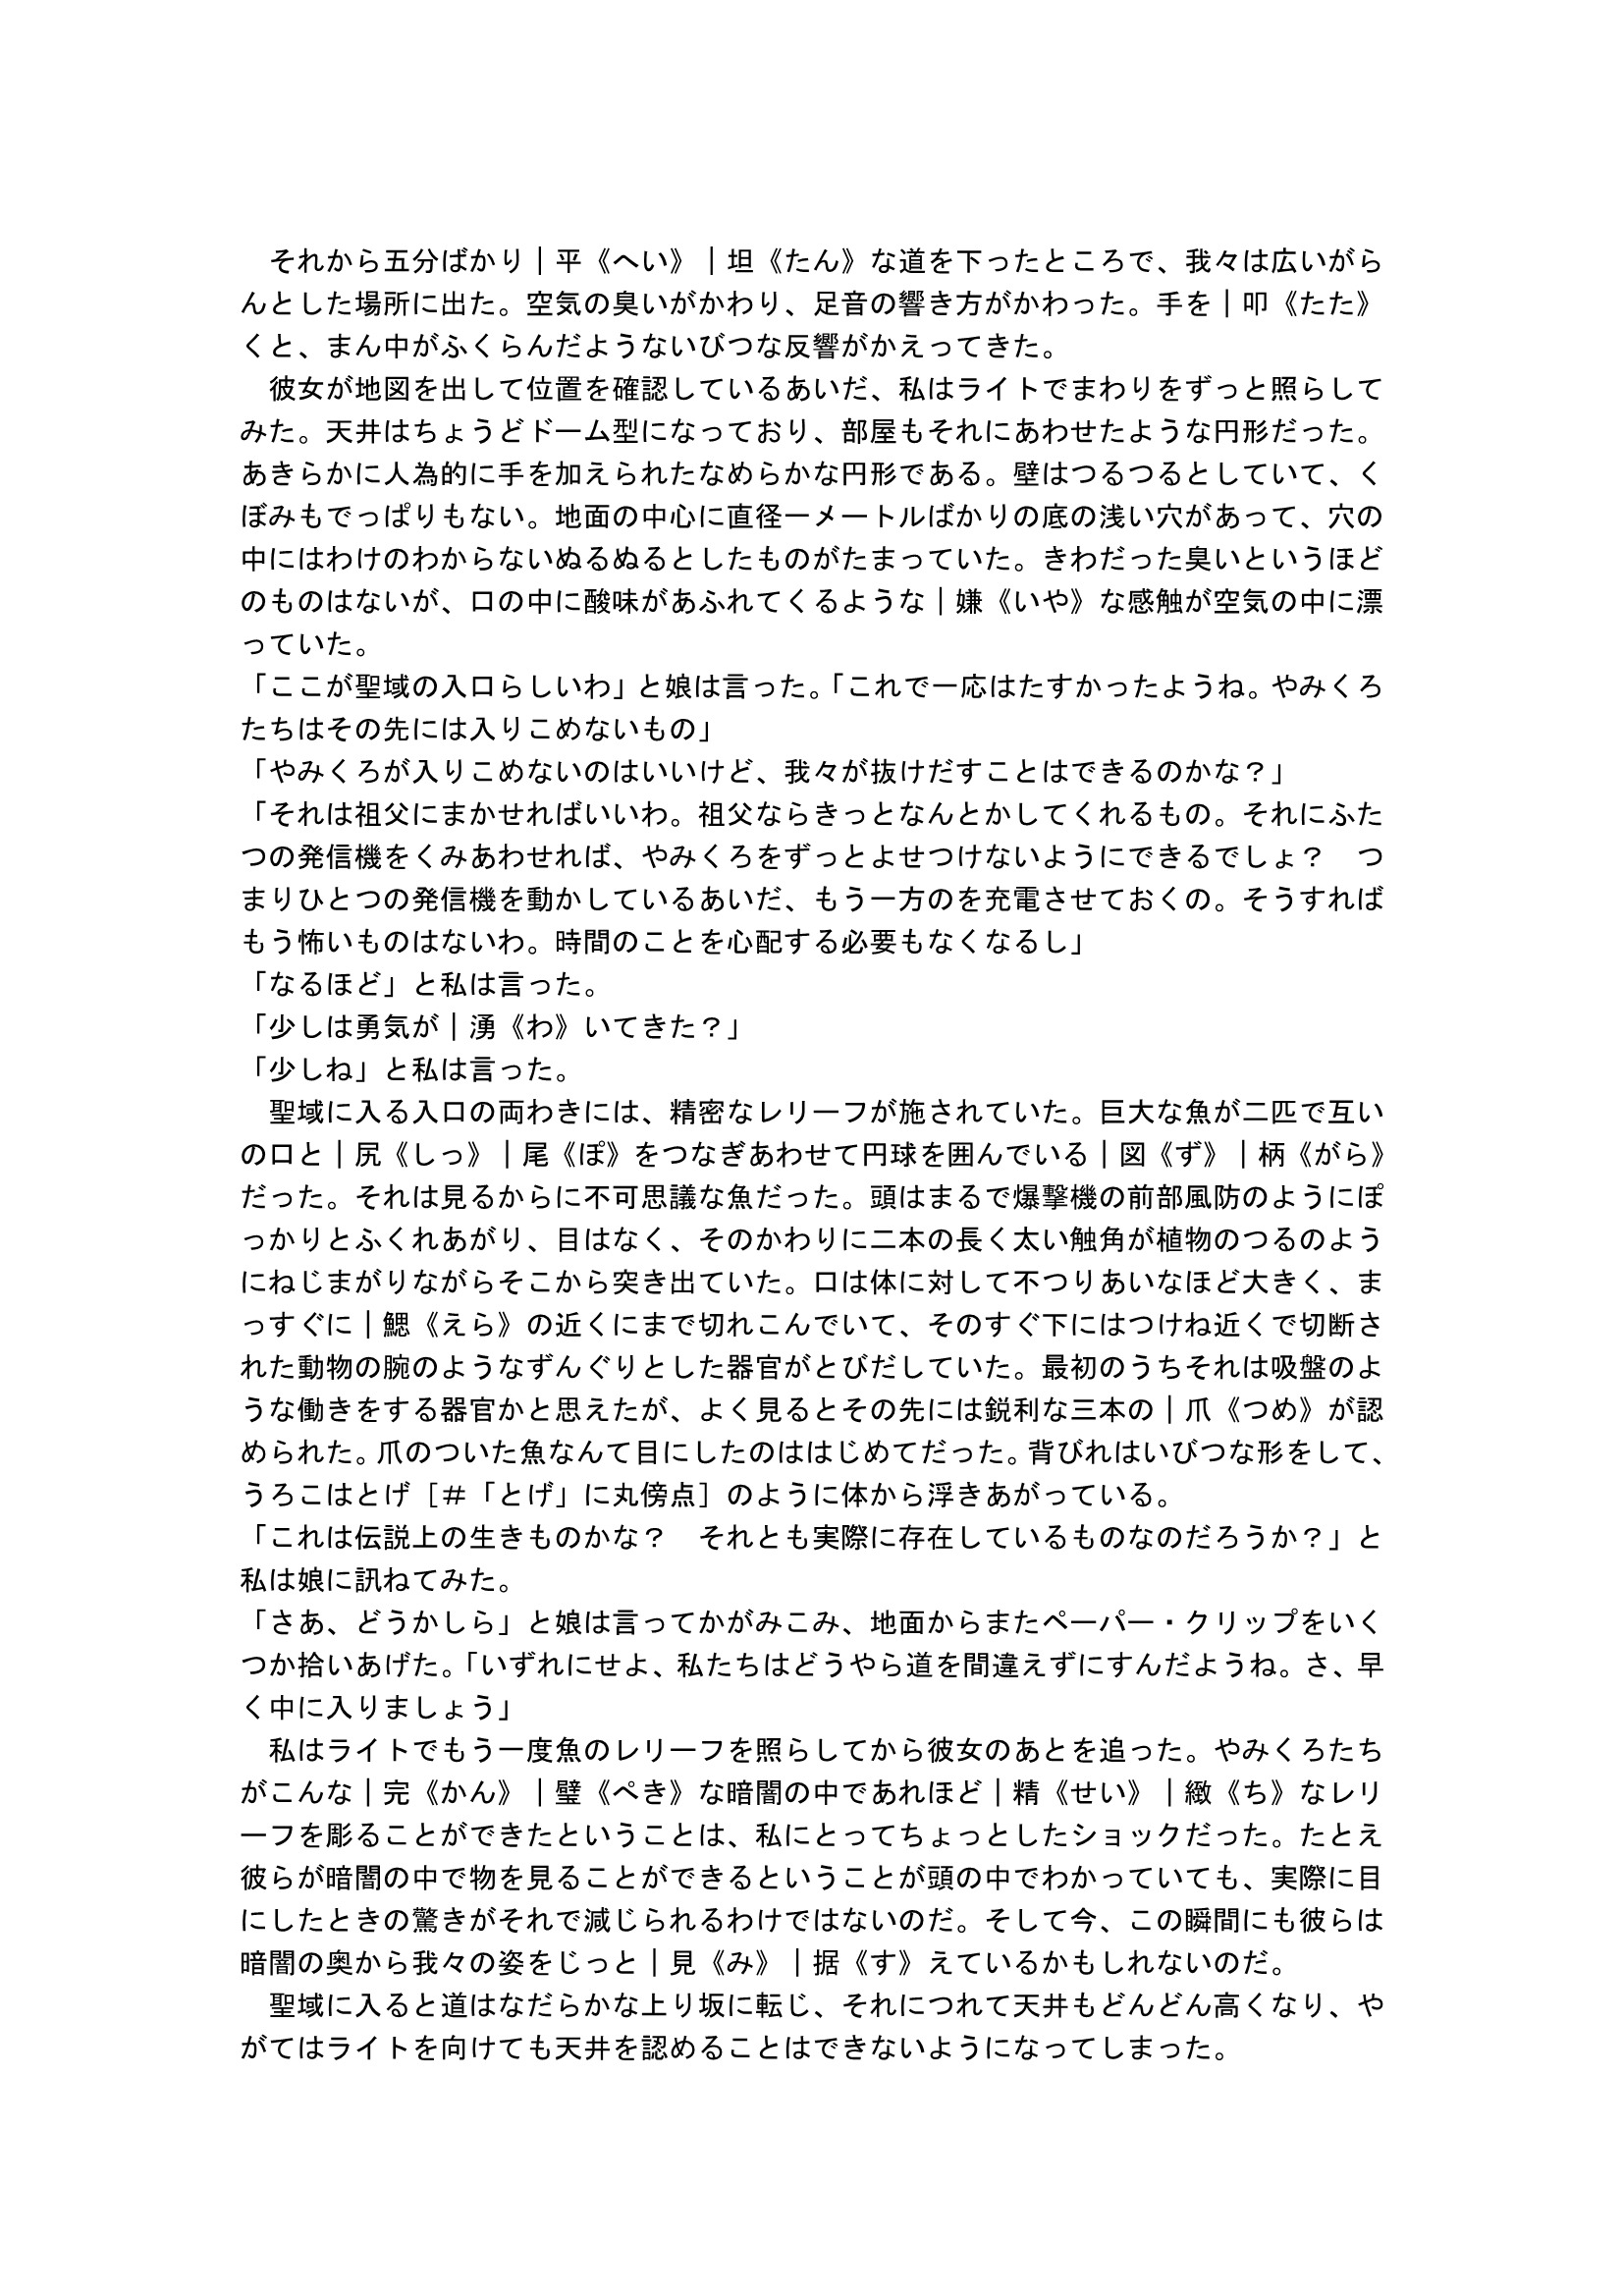 それから五分ばかり｜平《へい》｜坦《たん》な道を下ったところで、我々は広いがら
んとした場所に出た。空気の臭いがかわり、足音の響き方がかわった。手を｜叩《たた》
くと、まん中がふくらんだようないびつな反響がかえってきた。
　彼女が地図を出して位置を確認しているあいだ、私はライトでまわりをずっと照らして
みた。天井はちょうどドーム型になっており、部屋もそれにあわせたような円形だった。
あきらかに人為的に手を加えられたなめらかな円形である。壁はつるつるとしていて、く
ぼみもでっぱりもない。地面の中心に直径一メートルばかりの底の浅い穴があって、穴の
中にはわけのわからないぬるぬるとしたものがたまっていた。きわだった臭いというほど
のものはないが、口の中に酸味があふれてくるような｜嫌《いや》な感触が空気の中に漂
っていた。
「ここが聖域の入口らしいわ」と娘は言った。「これで一応はたすかったようね。やみくろ
たちはその先には入りこめないもの」
「やみくろが入りこめないのはいいけど、我々が抜けだすことはできるのかな？」
「それは祖父にまかせればいいわ。祖父ならきっとなんとかしてくれるもの。それにふた
つの発信機をくみあわせれば、やみくろをずっとよせつけないようにできるでしょ？　つ
まりひとつの発信機を動かしているあいだ、もう一方のを充電させておくの。そうすれば
もう怖いものはないわ。時間のことを心配する必要もなくなるし」
「なるほど」と私は言った。
「少しは勇気が｜湧《わ》いてきた？」
「少しね」と私は言った。
　聖域に入る入口の両わきには、精密なレリーフが施されていた。巨大な魚が二匹で互い
の口と｜尻《しっ》｜尾《ぽ》をつなぎあわせて円球を囲んでいる｜図《ず》｜柄《がら》
だった。それは見るからに不可思議な魚だった。頭はまるで爆撃機の前部風防のようにぽ
っかりとふくれあがり、目はなく、そのかわりに二本の長く太い触角が植物のつるのよう
にねじまがりながらそこから突き出ていた。口は体に対して不つりあいなほど大きく、ま
っすぐに｜鰓《えら》の近くにまで切れこんでいて、そのすぐ下にはつけね近くで切断さ
れた動物の腕のようなずんぐりとした器官がとびだしていた。最初のうちそれは吸盤のよ
うな働きをする器官かと思えたが、よく見るとその先には鋭利な三本の｜爪《つめ》が認
められた。爪のついた魚なんて目にしたのははじめてだった。背びれはいびつな形をして、
うろこはとげ［＃「とげ」に丸傍点］のように体から浮きあがっている。
「これは伝説上の生きものかな？　それとも実際に存在しているものなのだろうか？」と
私は娘に訊ねてみた。
「さあ、どうかしら」と娘は言ってかがみこみ、地面からまたペーパー・クリップをいく
つか拾いあげた。「いずれにせよ、私たちはどうやら道を間違えずにすんだようね。さ、早
く中に入りましょう」
　私はライトでもう一度魚のレリーフを照らしてから彼女のあとを追った。やみくろたち
がこんな｜完《かん》｜璧《ぺき》な暗闇の中であれほど｜精《せい》｜緻《ち》なレリ
ーフを彫ることができたということは、私にとってちょっとしたショックだった。たとえ
彼らが暗闇の中で物を見ることができるということが頭の中でわかっていても、実際に目
にしたときの驚きがそれで減じられるわけではないのだ。そして今、この瞬間にも彼らは
暗闇の奥から我々の姿をじっと｜見《み》｜据《す》えているかもしれないのだ。
　聖域に入ると道はなだらかな上り坂に転じ、それにつれて天井もどんどん高くなり、や
がてはライトを向けても天井を認めることはできないようになってしまった。